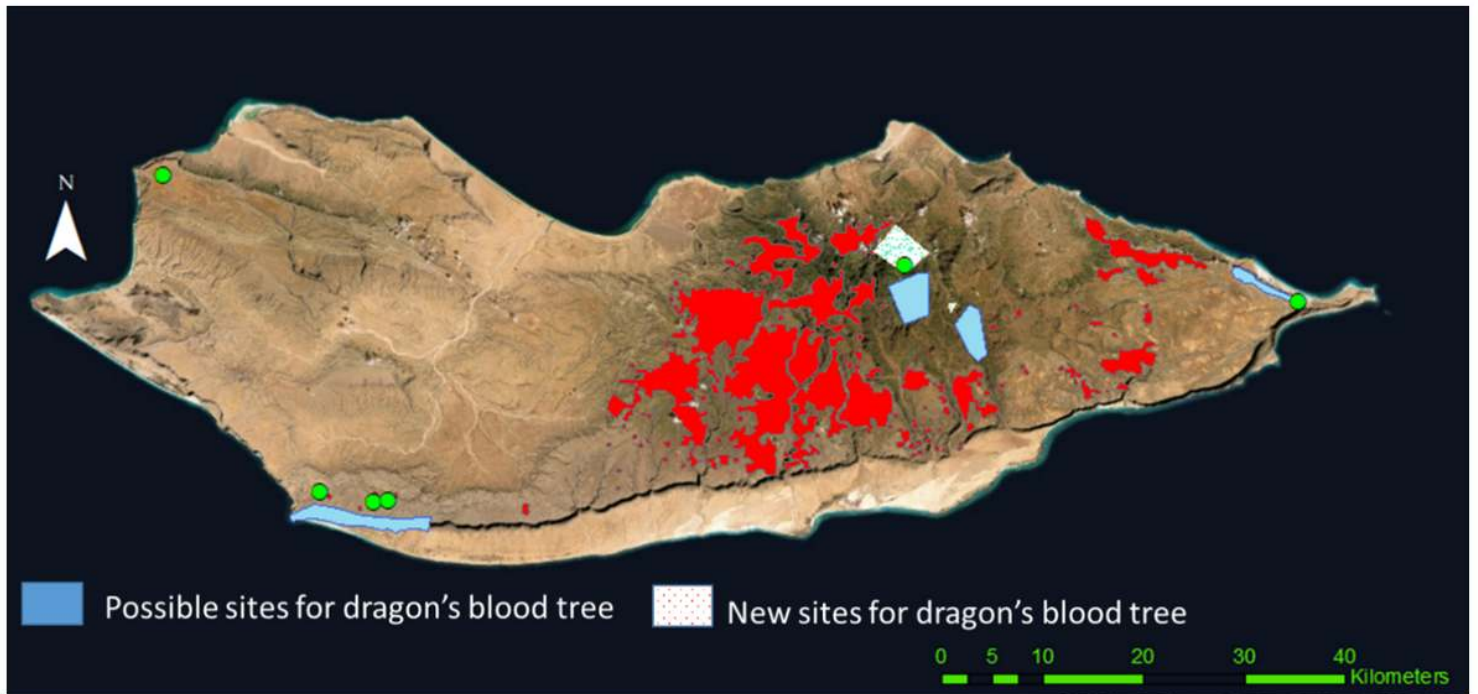 N
Possible sites for dragon's blood tree
New sites for dragon's blood tree
0 5 10 20 30 40
Kilometers